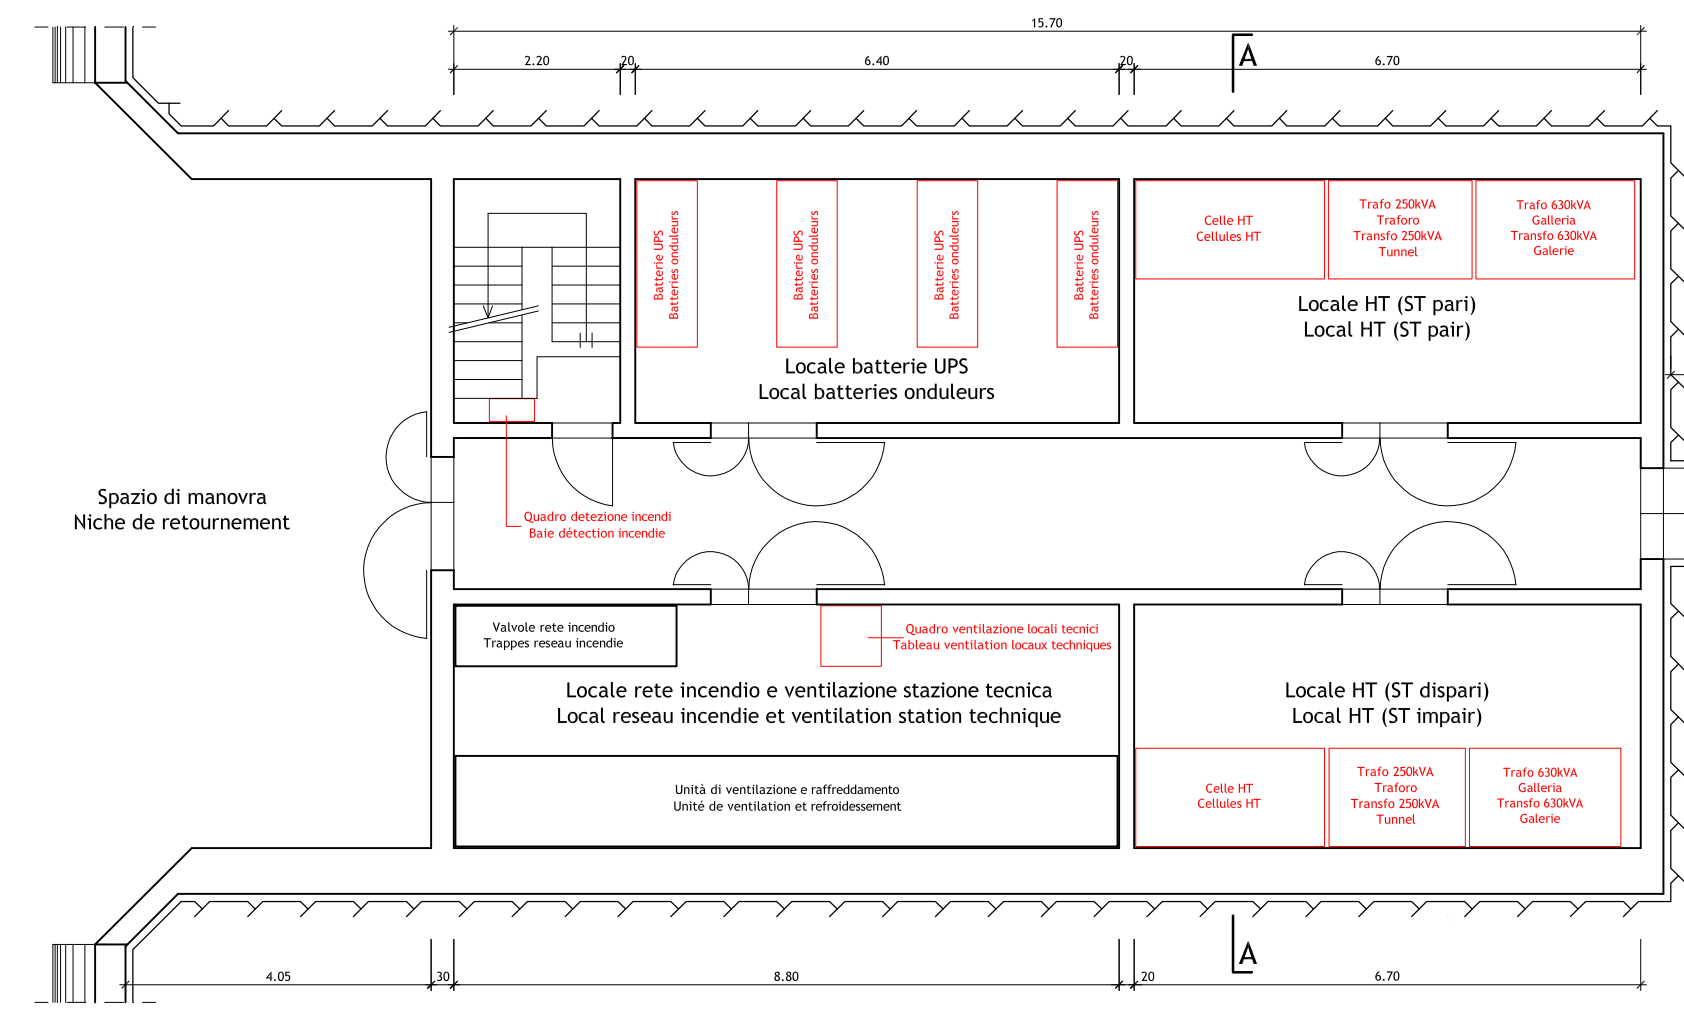 15.70
2.20
20
6.40
20
6.70
A
Batterie UPS
Batteries onduleurs
Batterie UPS
Batteries onduleurs
Batterie UPS
Batteries onduleurs
Batterie UPS
Batteries onduleurs
Celle HT
Cellules HT
Trafo 250kVA
Traforo
Transfo 250kVA
Tunnel
Trafo 630kVA
Galleria
Transfo 630kVA
Galerie
Locale HT (ST pari)
Local HT (ST pair)
Locale batterie UPS
Local batteries onduleurs
Spazio di manovra
Niche de retournement
Quadro detezione incendi
Baie détection incendie
Valvole rete incendio
Trappes reseau incendie
Quadro ventilazione locali tecnici
Tableau ventilation locaux techniques
Locale rete incendio e ventilazione stazione tecnica
Local reseau incendie et ventilation station technique
Locale HT (ST dispari)
Local HT (ST impair)
Unità di ventilazione e raffreddamento
Unité de ventilation et refroidessement
Celle HT
Cellules HT
Trafo 250kVA
Traforo
Transfo 250kVA
Tunnel
Trafo 630kVA
Galleria
Transfo 630kVA
Galerie
A
4.05
30
8.80
20
6.70